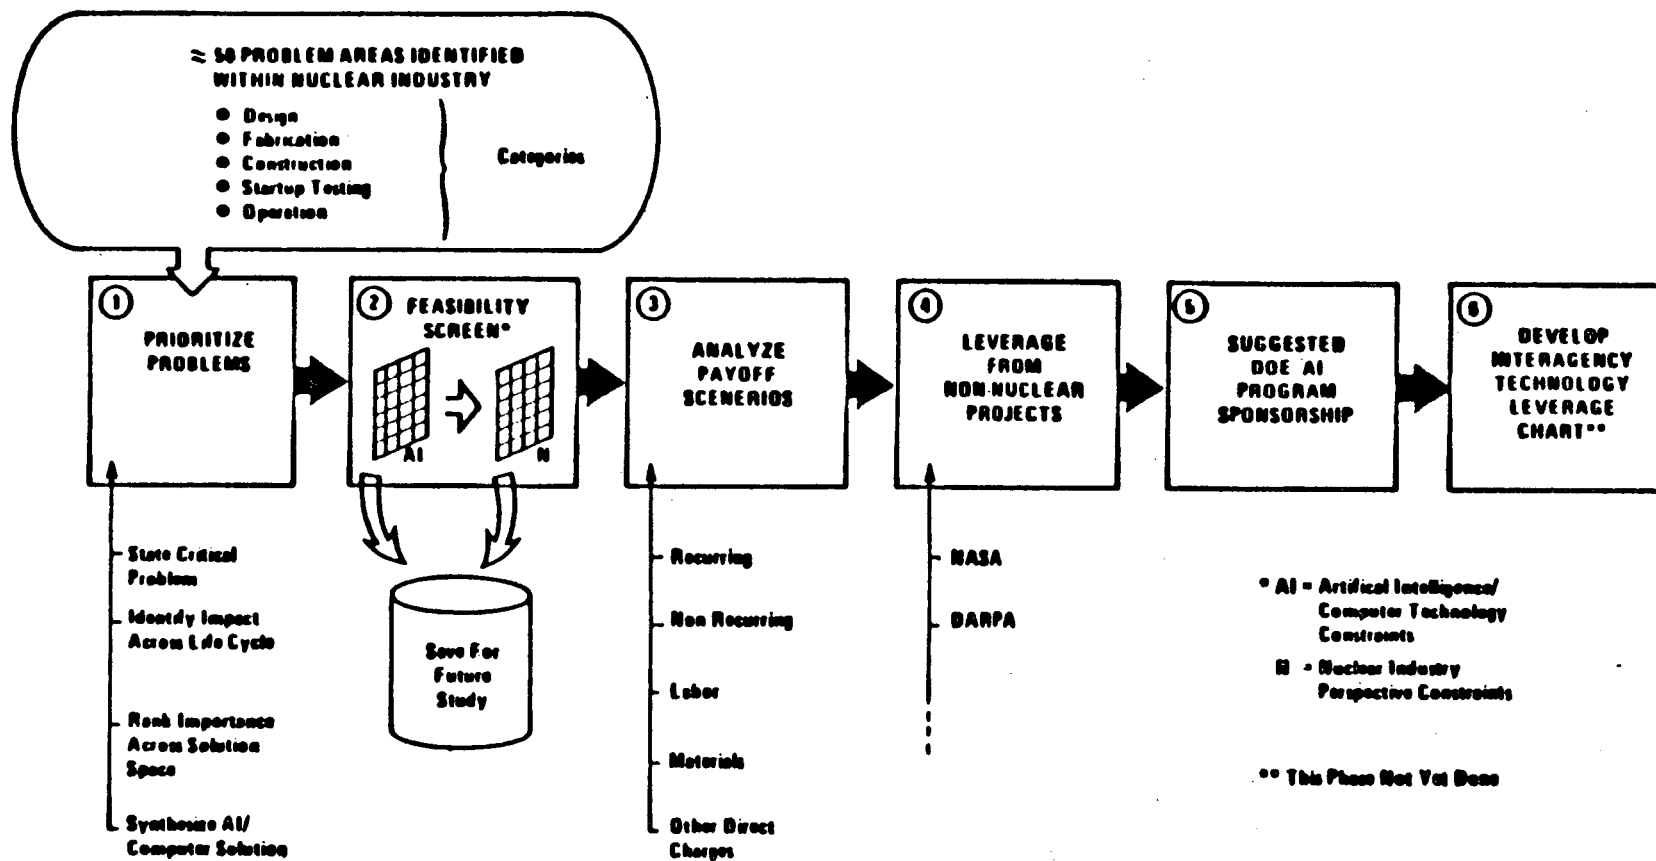 ≈ 50 PROBLEM AREAS IDENTIFIED
WITHIN NUCLEAR INDUSTRY
● Design
● Fabrication
● Construction
● Startup Testing
● Operation
Categories
1
PRIORITIZE
PROBLEMS
2
FEASIBILITY
SCREEN*
AI
N
3
ANALYZE
PAYOFF
SCENERIOS
4
LEVERAGE
FROM
NON-NUCLEAR
PROJECTS
5
SUGGESTED
DOE AI
PROGRAM
SPONSORSHIP
6
DEVELOP
INTERAGENCY
TECHNOLOGY
LEVERAGE
CHART**
State Critical
Problem
Identify Impact
Across Life Cycle
Rank Importance
Across Solution
Space
Synthesize AI/
Computer Solution
Save For
Future
Study
Recurring
Non Recurring
Labor
Materials
Other Direct
Charges
NASA
DARPA
* AI = Artifical Intelligence/
Computer Technology
Constraints
N = Nuclear Industry
Perspective Constraints
** This Phase Not Yet Done